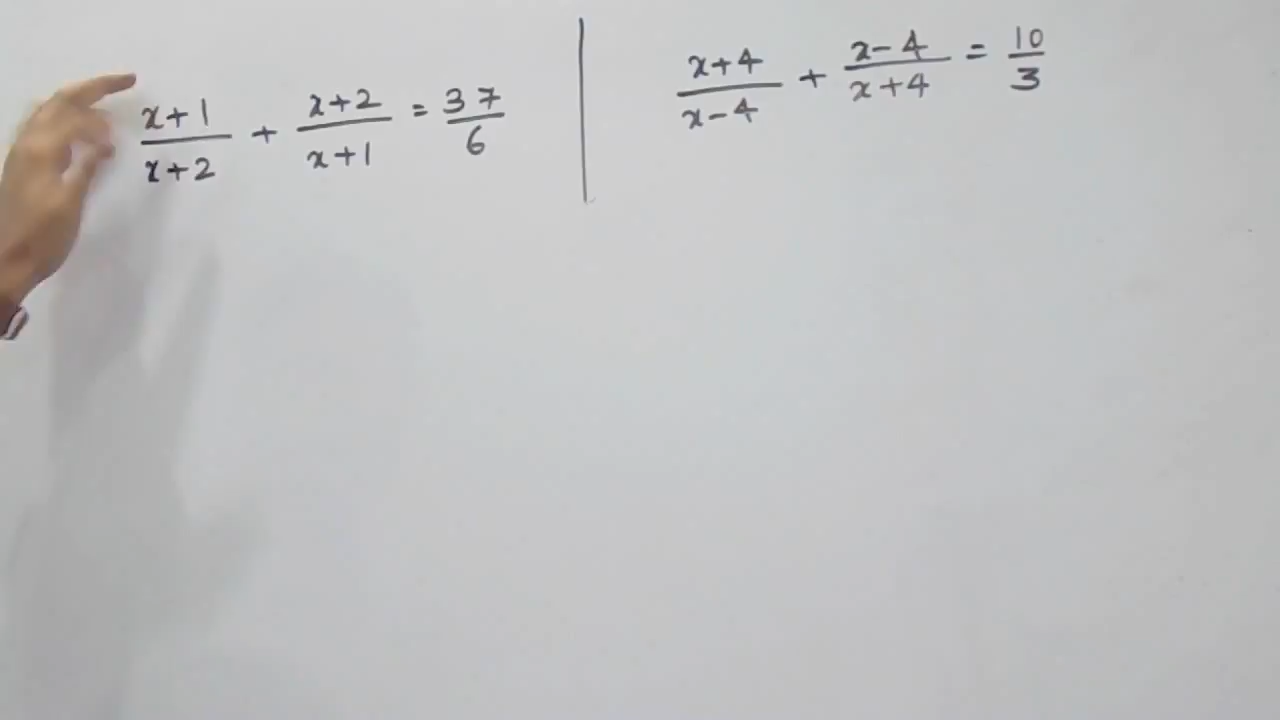 x+1/x+2 + x+2/x+1 = 37/6
x+4/x-4 + x-4/x+4 = 10/3